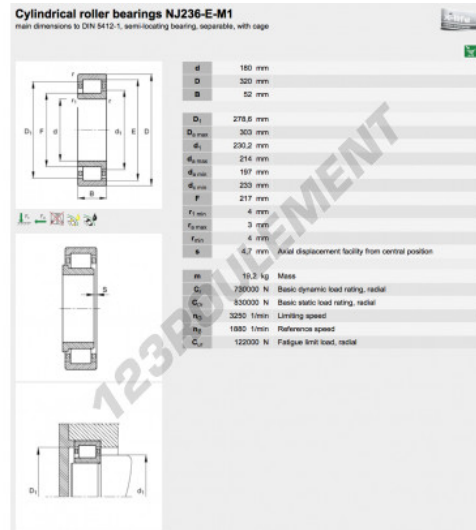 Cylindrical roller bearings NJ236-E-M1
main dimensions to DIN 5412-1, semi-locating bearing, separable, with cage
d 180 mm
D 320 mm
B 52 mm
D₁ 278,6 mm
Dₐ max 303 mm
d₁ 230,2 mm
dₐ max 214 mm
dₐ min 197 mm
233 mm
F 217 mm
r₁ min 4 mm
rₐ max 3 mm
r min 4 mm
s 4,7 mm Axial displacement facility from central position
m 19,2 kg Mass
Cᵣ 730000 N Basic dynamic load rating, radial
C₀ᵣ 830000 N Basic static load rating, radial
3250 1/min Limiting speed
1880 1/min Reference speed
Cᵤᵣ 122000 N Fatigue limit load, radial
r
r₁
D₁ F d d₁ E D
B
S
D₁ d₁
123ROULEMENT